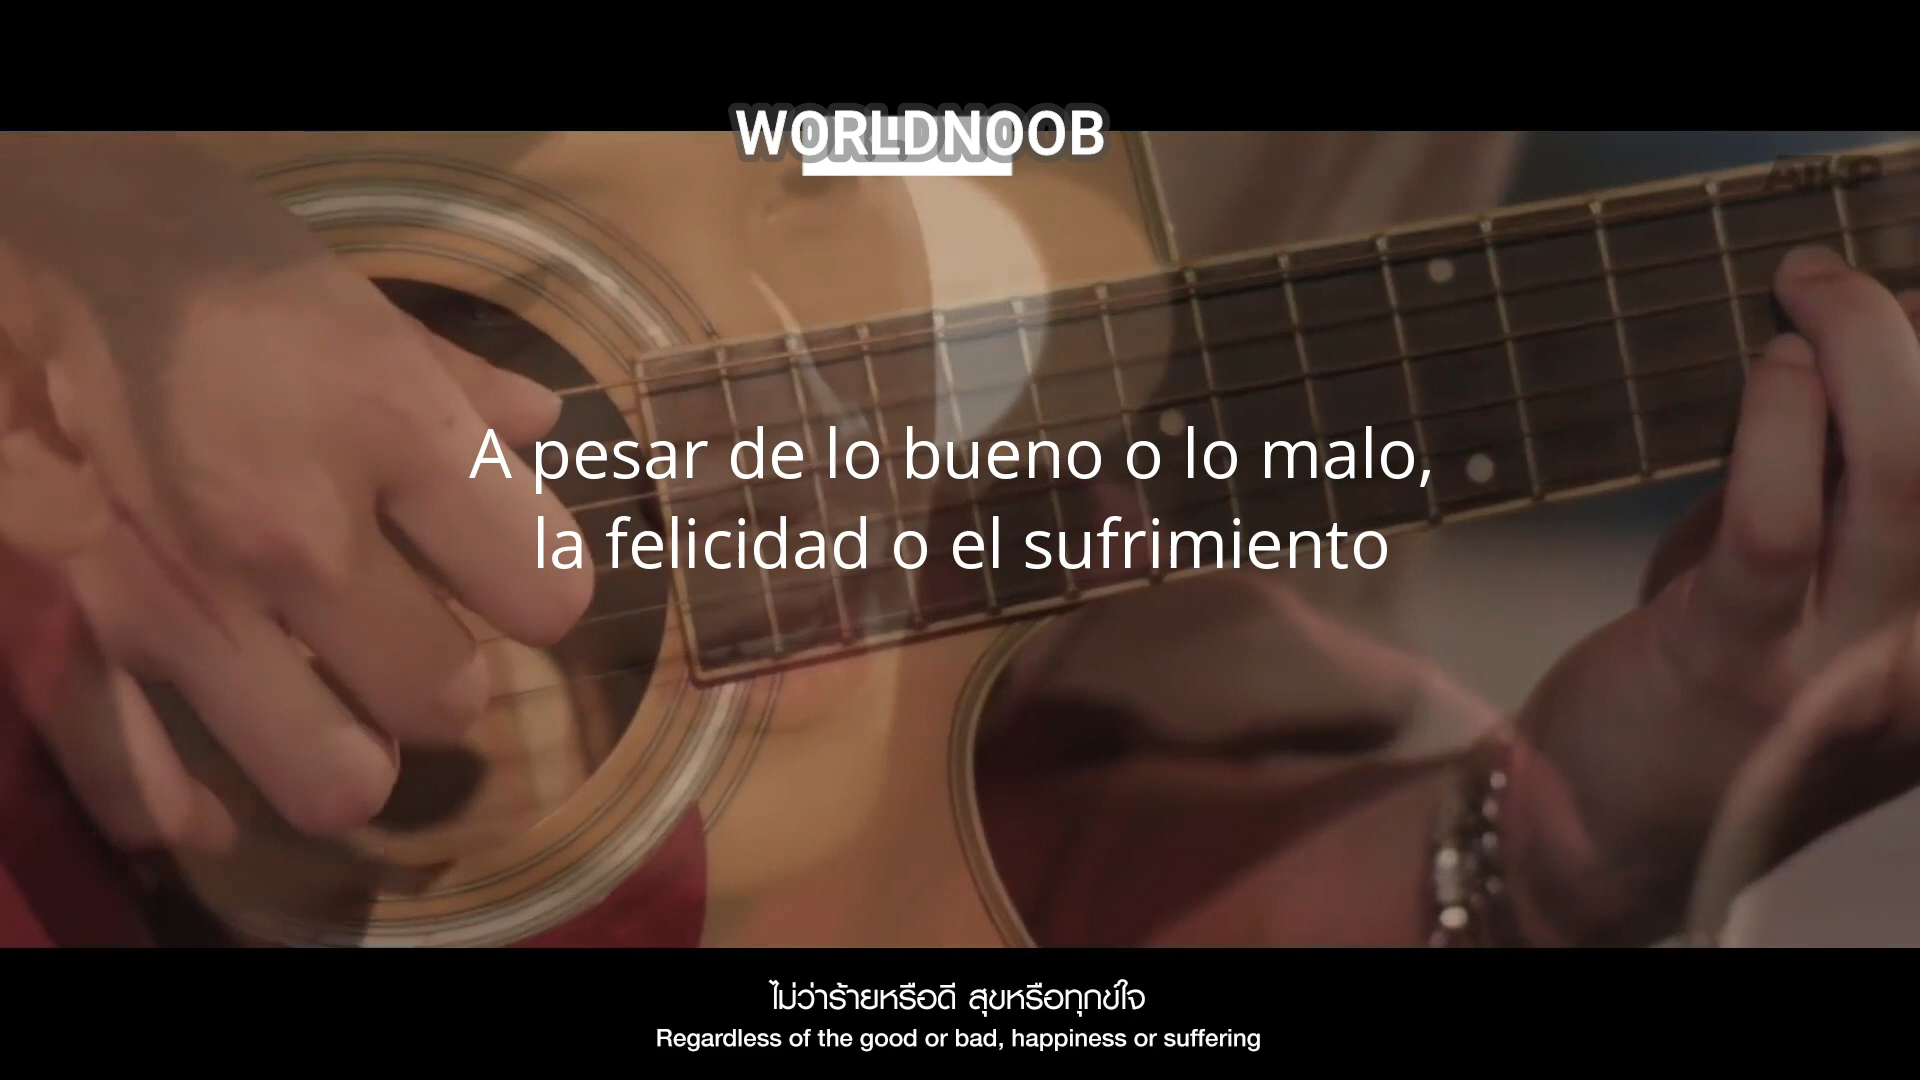 WORLDNOOB
A pesar de lo bueno o lo malo,
la felicidad o el sufrimiento
ไม่ว่าร้ายหรือดี สุขหรือทุกข์ใจ
Regardless of the good or bad, happiness or suffering